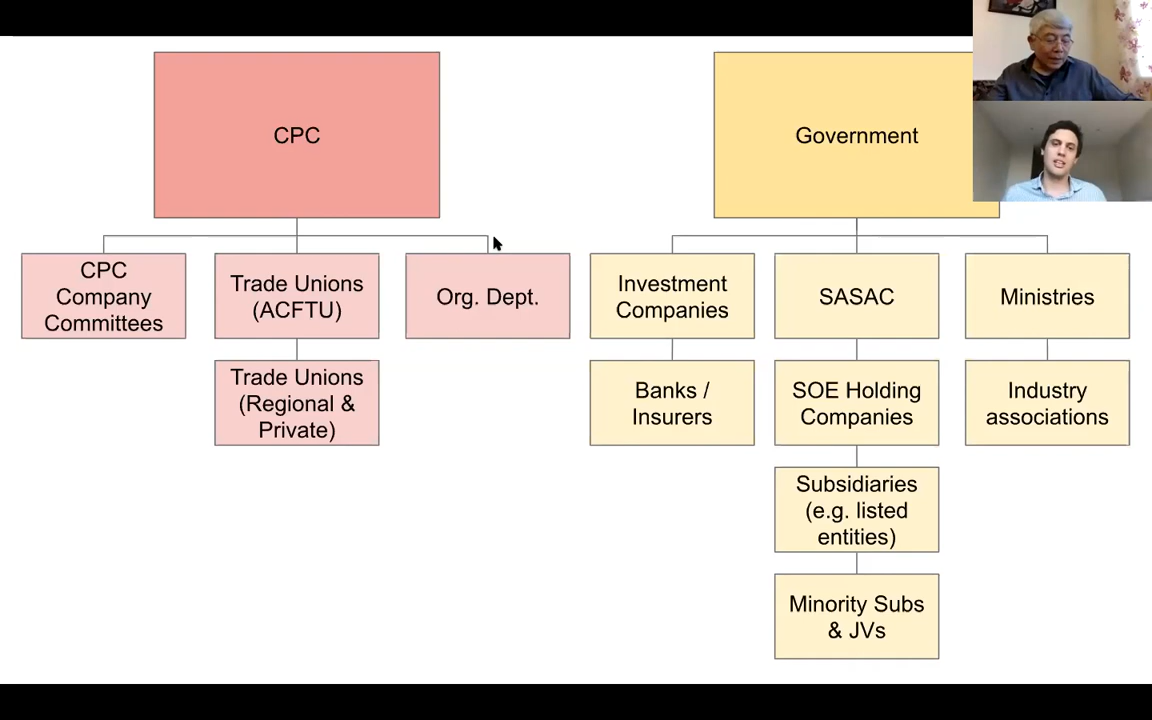 CPC
Government
CPC
Company
Committees
Trade Unions
(ACFTU)
Org. Dept.
Investment
Companies
SASAC
Ministries
Trade Unions
(Regional &
Private)
Banks /
Insurers
SOE Holding
Companies
Industry
associations
Subsidiaries
(e.g. listed
entities)
Minority Subs
& JVs